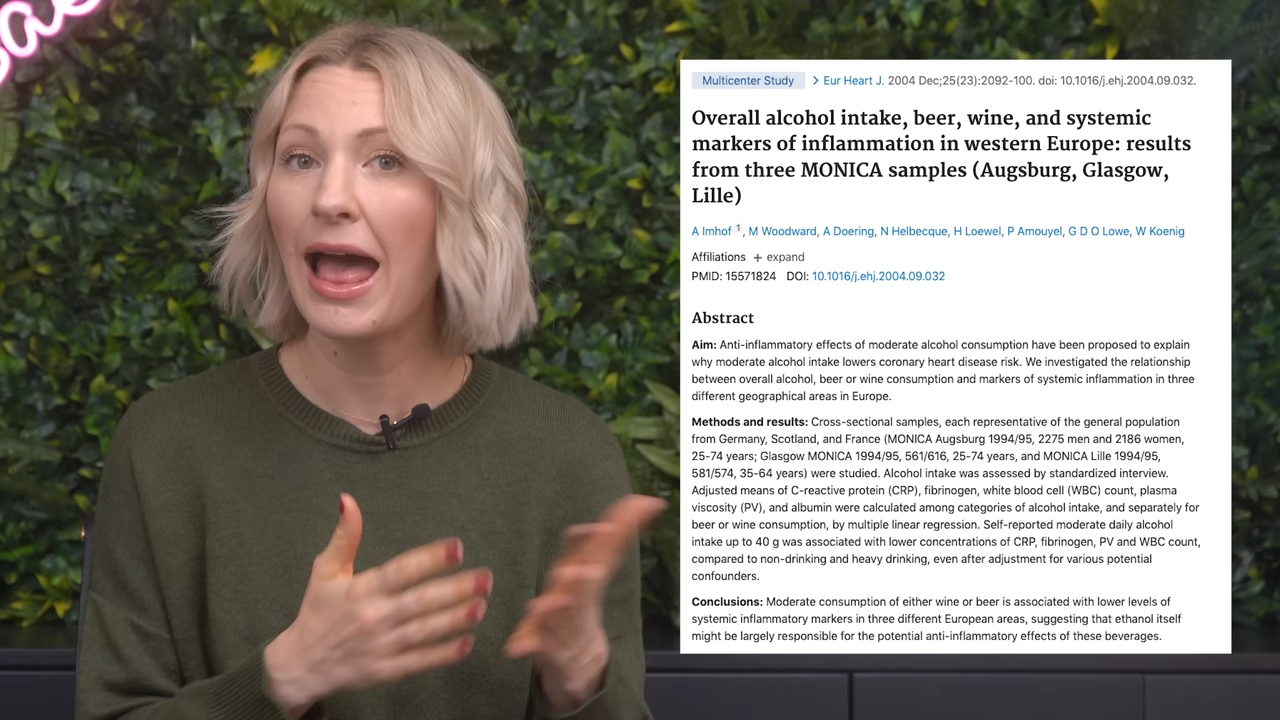 Multicenter Study > Eur Heart J. 2004 Dec;25(23):2092-100. doi: 10.1016/j.ehj.2004.09.032.
Overall alcohol intake, beer, wine, and systemic
markers of inflammation in western Europe: results
from three MONICA samples (Augsburg, Glasgow,
Lille)
A Imhof 1, M Woodward, A Doering, N Helbecque, H Loewel, P Amouyel, G D O Lowe, W Koenig
Affiliations + expand
PMID: 15571824 DOI: 10.1016/j.ehj.2004.09.032
Abstract
Aim: Anti-inflammatory effects of moderate alcohol consumption have been proposed to explain
why moderate alcohol intake lowers coronary heart disease risk. We investigated the relationship
between overall alcohol, beer or wine consumption and markers of systemic inflammation in three
different geographical areas in Europe.
Methods and results: Cross-sectional samples, each representative of the general population
from Germany, Scotland, and France (MONICA Augsburg 1994/95, 2275 men and 2186 women,
25-74 years; Glasgow MONICA 1994/95, 561/616, 25-74 years, and MONICA Lille 1994/95,
581/574, 35-64 years) were studied. Alcohol intake was assessed by standardized interview.
Adjusted means of C-reactive protein (CRP), fibrinogen, white blood cell (WBC) count, plasma
viscosity (PV), and albumin were calculated among categories of alcohol intake, and separately for
beer or wine consumption, by multiple linear regression. Self-reported moderate daily alcohol
intake up to 40 g was associated with lower concentrations of CRP, fibrinogen, PV and WBC count,
compared to non-drinking and heavy drinking, even after adjustment for various potential
confounders.
Conclusions: Moderate consumption of either wine or beer is associated with lower levels of
systemic inflammatory markers in three different European areas, suggesting that ethanol itself
might be largely responsible for the potential anti-inflammatory effects of these beverages.